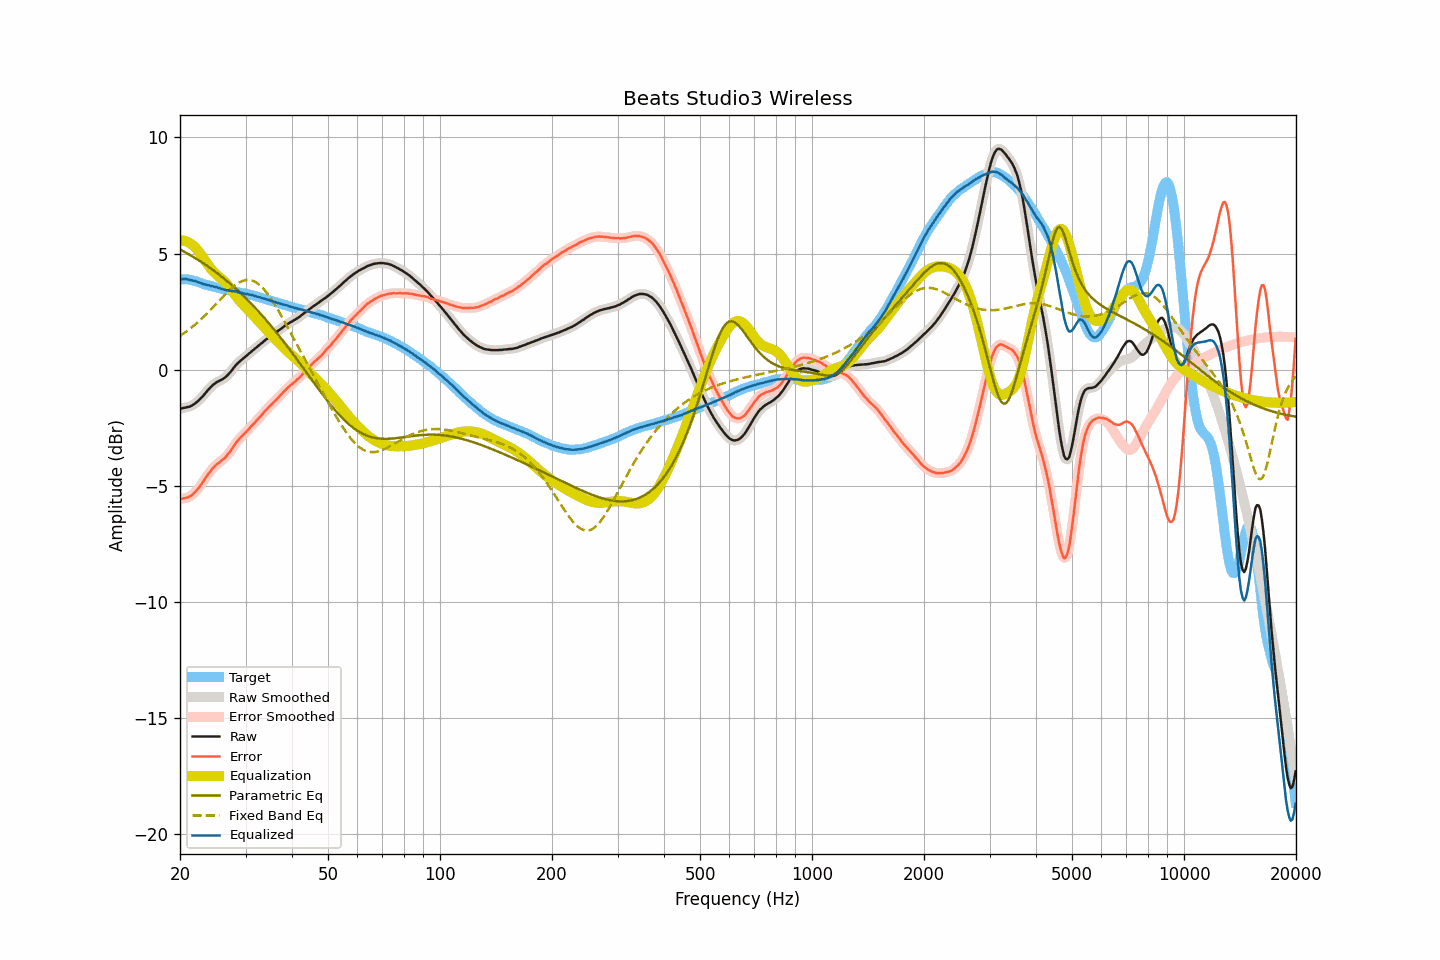 Beats Studio3 Wireless
Amplitude (dBr)
10
5
0
−5
−10
−15
−20
Target
Raw Smoothed
Error Smoothed
Raw
Error
Equalization
Parametric Eq
Fixed Band Eq
Equalized
20 50 100 200 500 1000 2000 5000 10000 20000
Frequency (Hz)